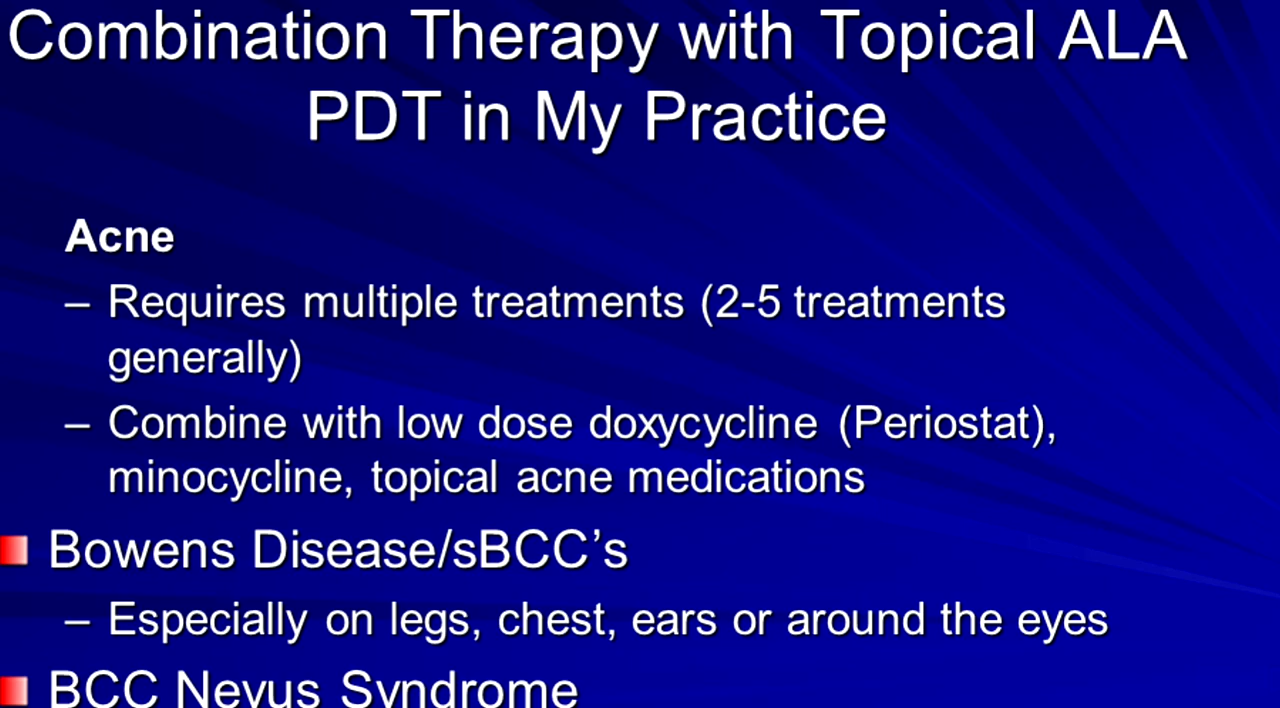 Combination Therapy with Topical ALA
PDT in My Practice
Acne
– Requires multiple treatments (2-5 treatments
generally)
– Combine with low dose doxycycline (Periostat),
minocycline, topical acne medications
Bowens Disease/sBCC’s
– Especially on legs, chest, ears or around the eyes
BCC Nevus Syndrome